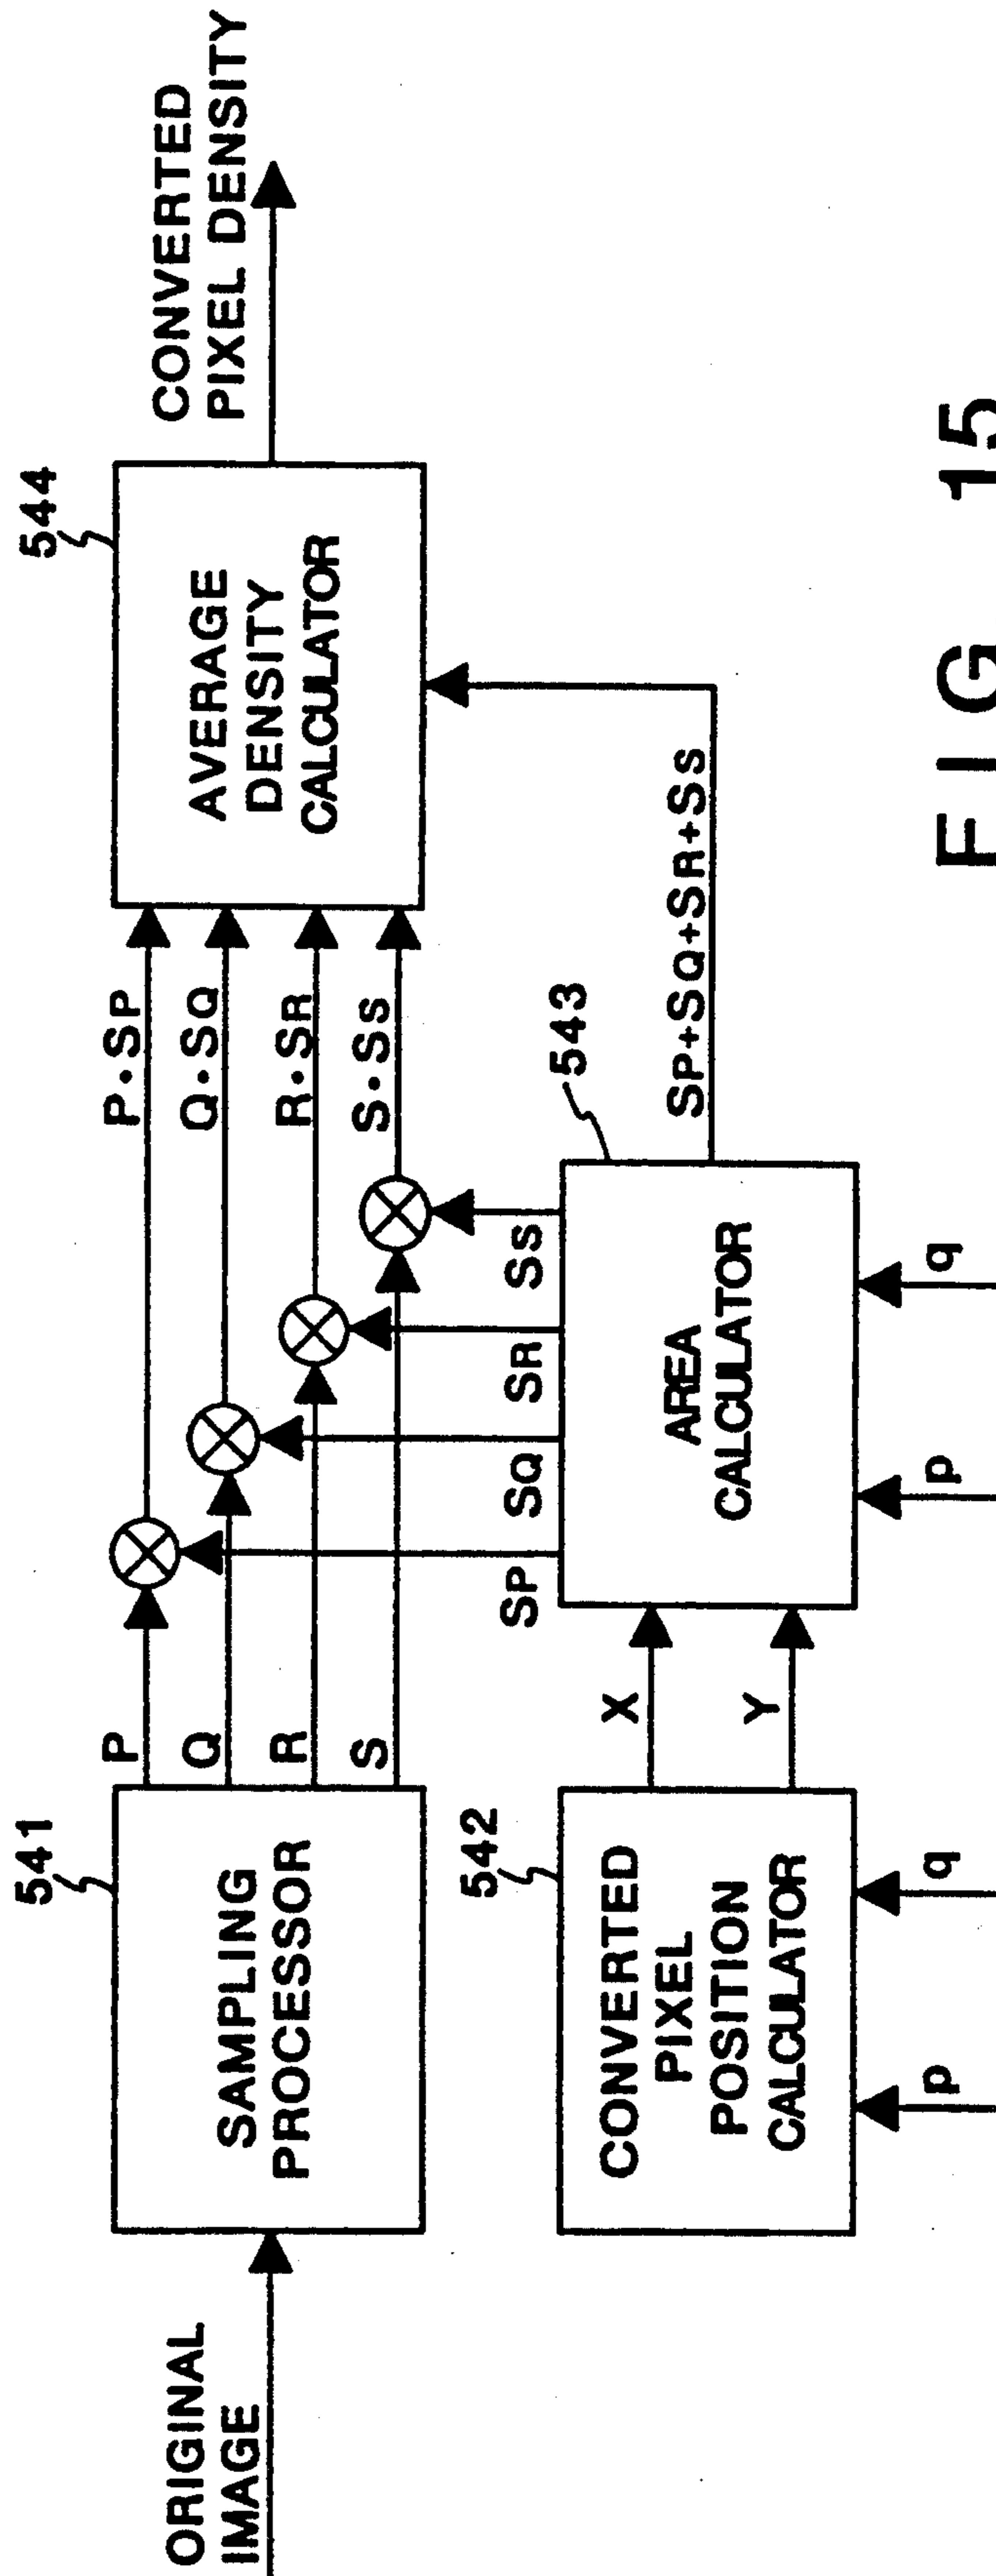 ORIGINAL
IMAGE
541
SAMPLING
PROCESSOR
P
Q
R
S
P·SP
Q·SQ
R·SR
S·SS
544
AVERAGE
DENSITY
CALCULATOR
CONVERTED
PIXEL DENSITY
542
CONVERTED
PIXEL
POSITION
CALCULATOR
p
q
X
Y
SP
SQ
SR
SS
543
AREA
CALCULATOR
p
q
SP+SQ+SR+SS
FIG. 15